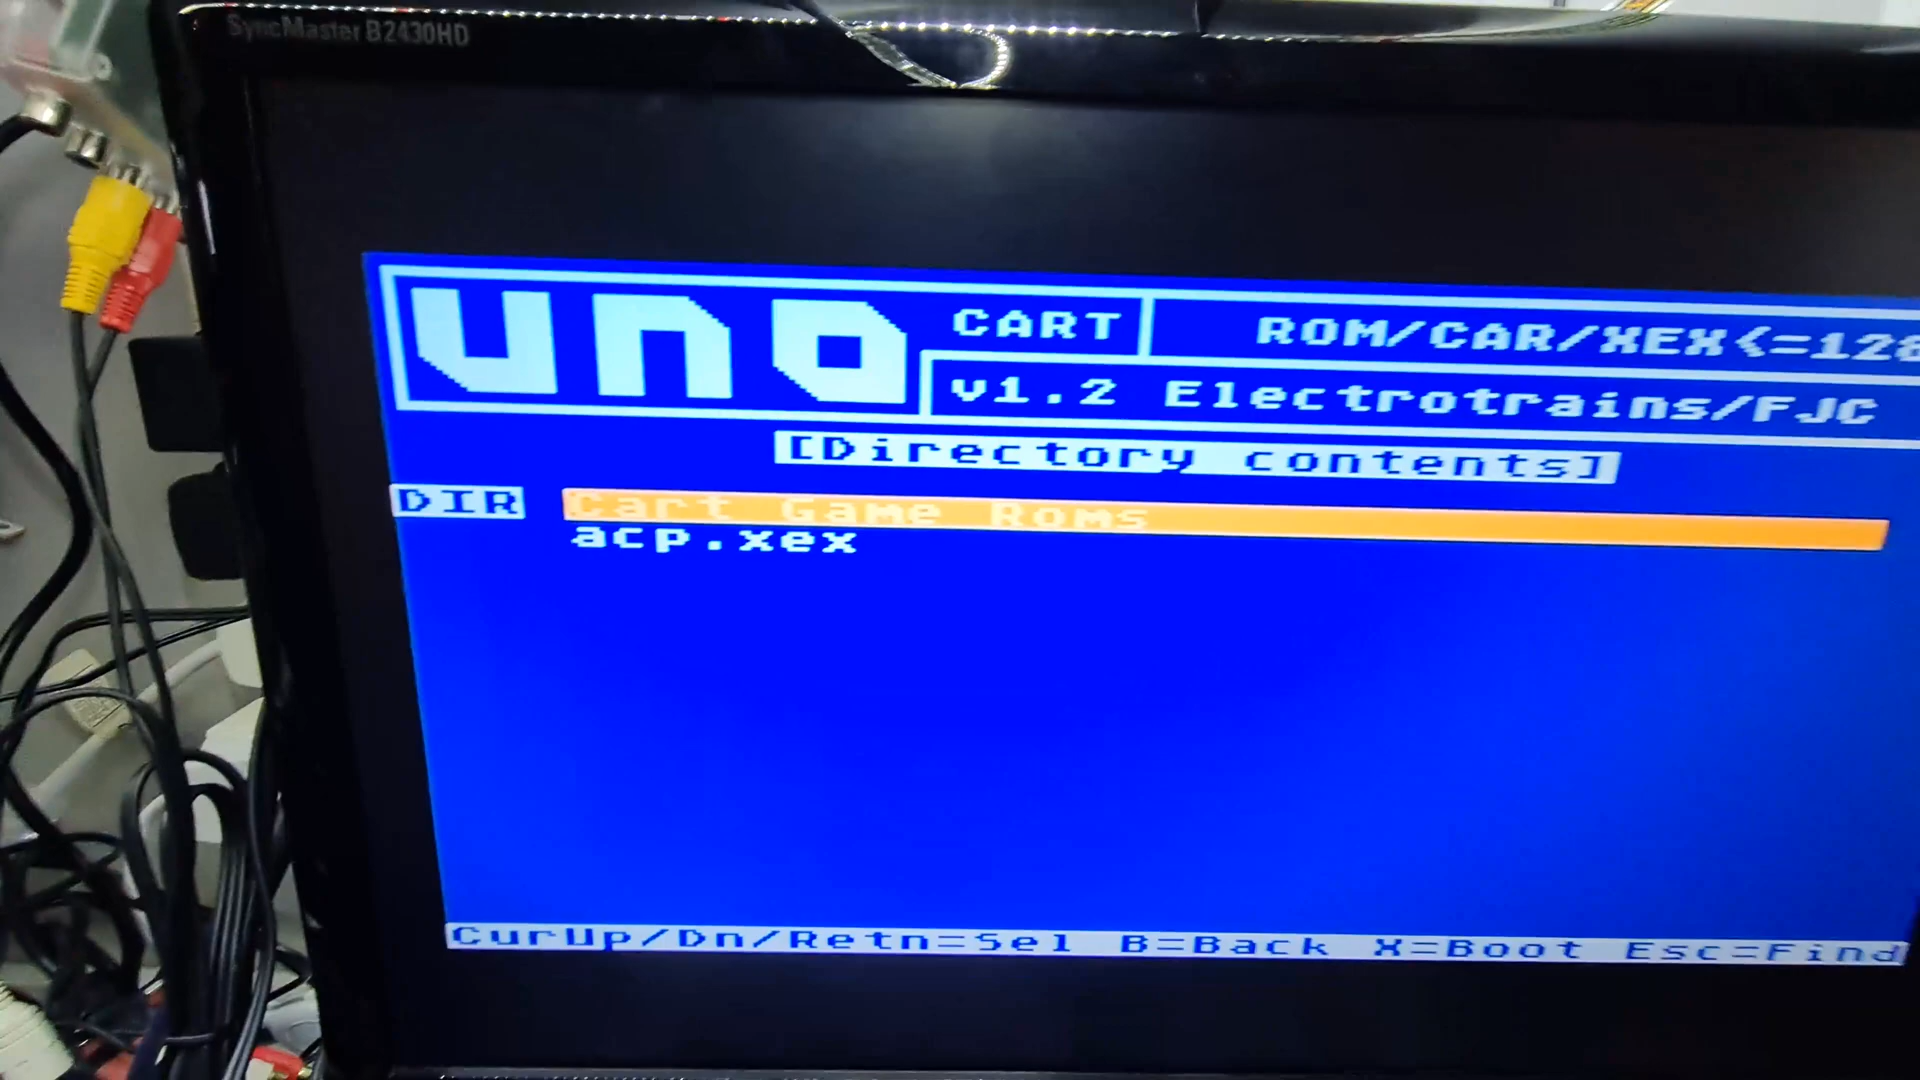 SyncMaster B2430HD
uno CART ROM/CAR/XEX(<=128
v1.2 Electrotrains/FJC
[Directory contents]
DIR Cart Game Roms
acp.xex
CurUp/Dn/Retn=Sel B=Back X=Boot Esc=Find